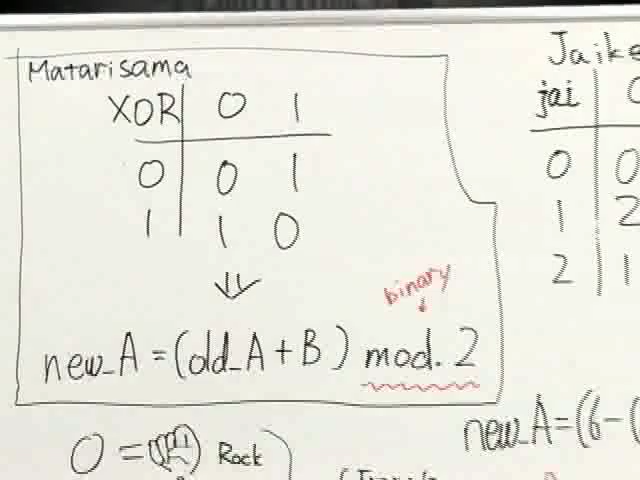 Matarisama
XOR 0 1
0 0 1
1 1 0
binary
new_A = (old_A + B) mod. 2
0 = Rock
Jaike
jai
0 0
1 2
2 1
new_A = (6 - (